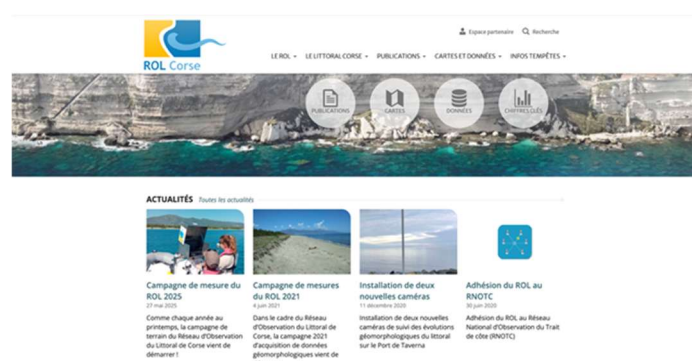 Espace partenaire Recherche
ROL Corse
LE ROL LE LITTORAL CORSE PUBLICATIONS CARTES ET DONNÉES INFOS TEMPÊTES
PUBLICATIONS CARTES DONNÉES CHIFFRES CLÉS
ACTUALITÉS Toutes les actualités
Campagne de mesure du
ROL 2025
27 mai 2025
Comme chaque année au
printemps, la campagne de
terrain du Réseau d'Observation
du Littoral de Corse vient de
démarrer !
Campagne de mesures
du ROL 2021
4 juin 2021
Dans le cadre du Réseau
d'Observation du Littoral de
Corse, la campagne 2021
d'acquisition de données
géomorphologiques vient de
Installation de deux
nouvelles caméras
11 décembre 2020
Installation de deux nouvelles
caméras de suivi des évolutions
géomorphologiques du littoral
sur le Port de Taverna
Adhésion du ROL au
RNOTC
30 juin 2020
Adhésion du ROL au Réseau
National d'Observation du Trait
de côte (RNOTC)